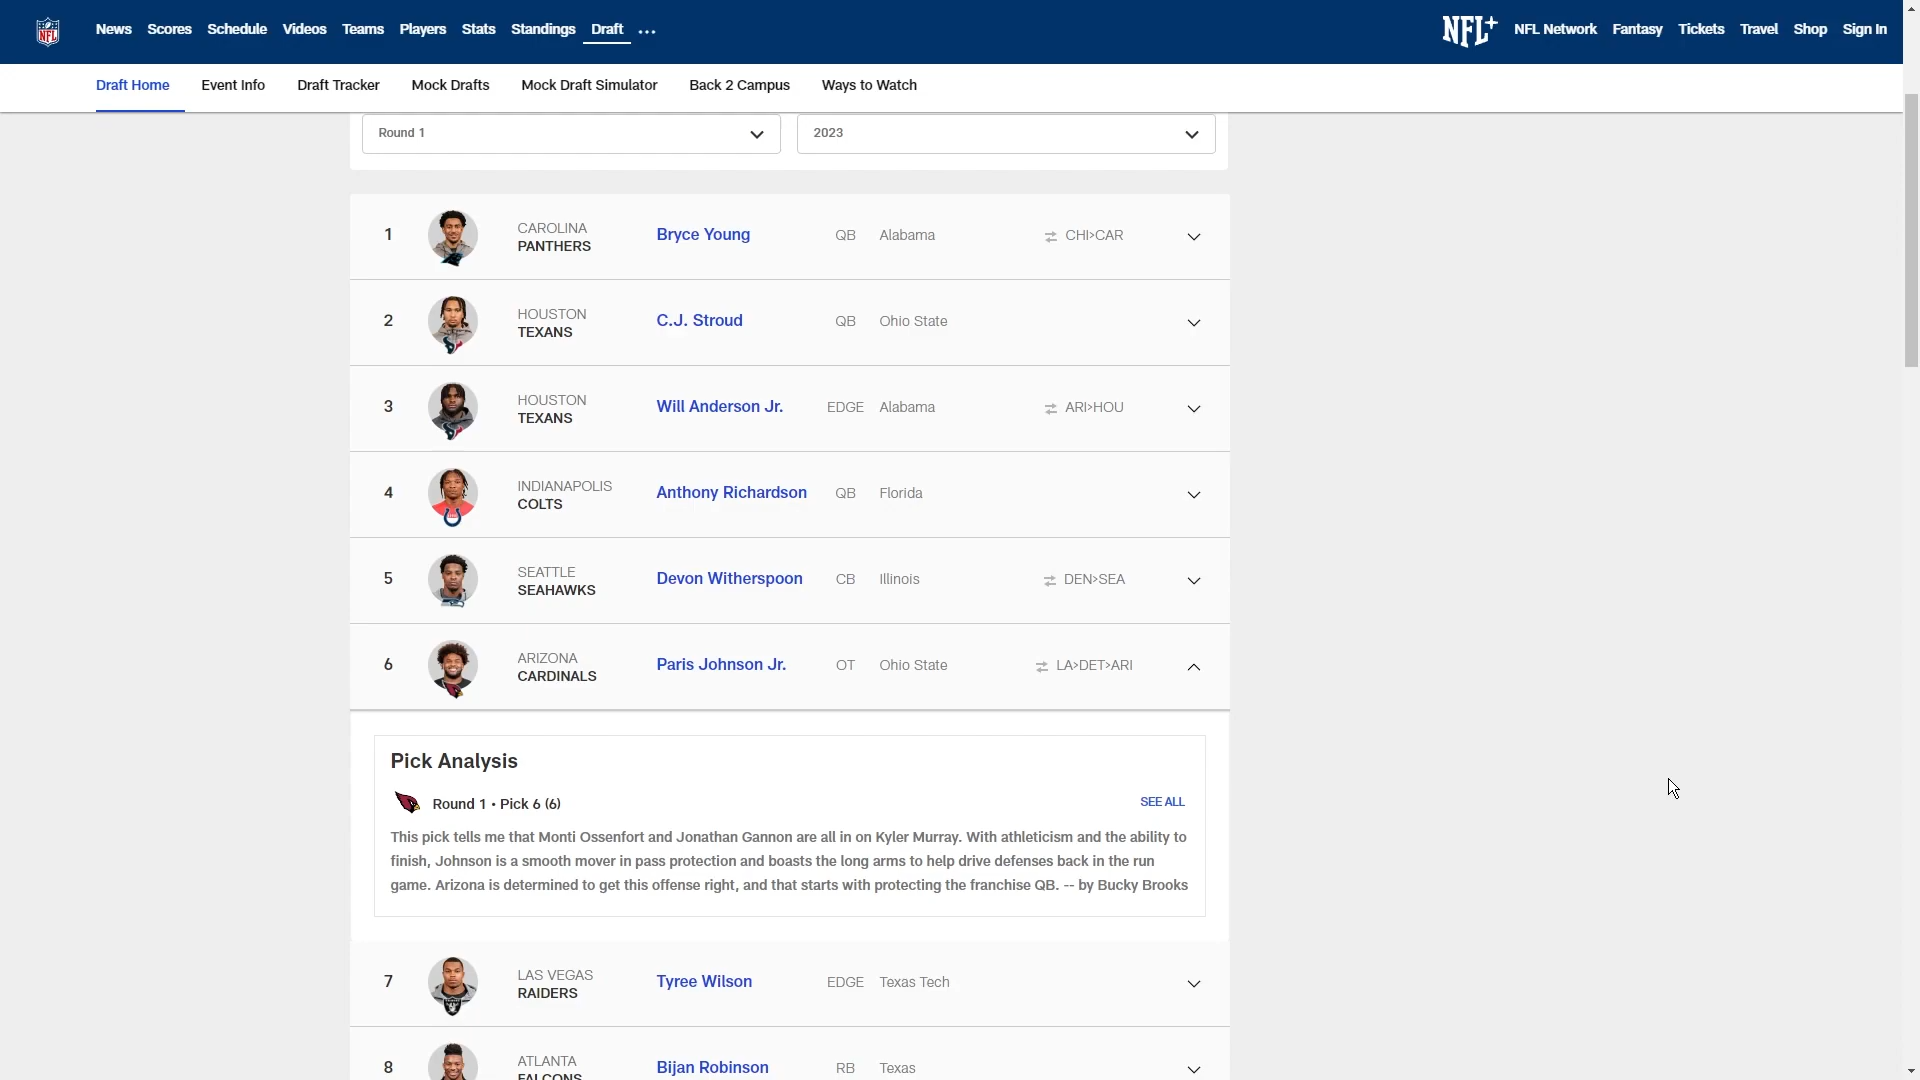 NFL
News Scores Schedule Videos Teams Players Stats Standings Draft ...
NFL+ NFL Network Fantasy Tickets Travel Shop Sign In
Draft Home Event Info Draft Tracker Mock Drafts Mock Draft Simulator Back 2 Campus Ways to Watch
Round 1 2023
1 CAROLINA PANTHERS Bryce Young QB Alabama CHI>CAR
2 HOUSTON TEXANS C.J. Stroud QB Ohio State
3 HOUSTON TEXANS Will Anderson Jr. EDGE Alabama ARI>HOU
4 INDIANAPOLIS COLTS Anthony Richardson QB Florida
5 SEATTLE SEAHAWKS Devon Witherspoon CB Illinois DEN>SEA
6 ARIZONA CARDINALS Paris Johnson Jr. OT Ohio State LA>DET>ARI
Pick Analysis
Round 1 • Pick 6 (6) SEE ALL
This pick tells me that Monti Ossenfort and Jonathan Gannon are all in on Kyler Murray. With athleticism and the ability to
finish, Johnson is a smooth mover in pass protection and boasts the long arms to help drive defenses back in the run
game. Arizona is determined to get this offense right, and that starts with protecting the franchise QB. -- by Bucky Brooks
7 LAS VEGAS RAIDERS Tyree Wilson EDGE Texas Tech
8 ATLANTA FALCONS Bijan Robinson RB Texas